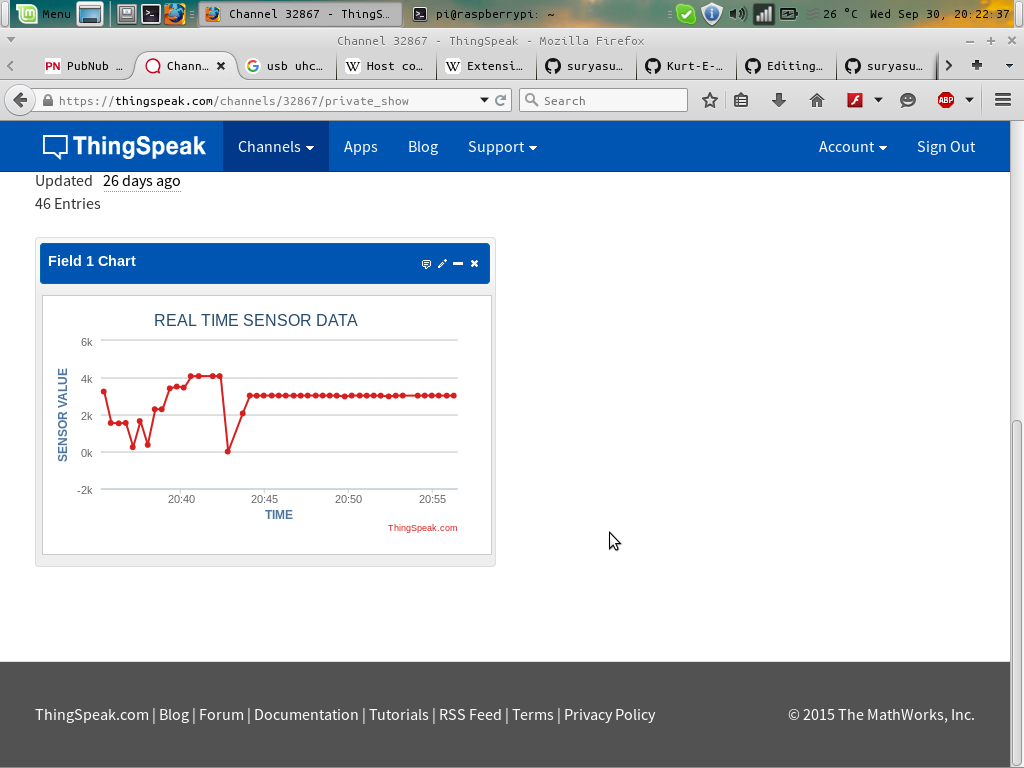 Menu
Channel 32867 - ThingS...
pi@raspberrypi: ~
26 °C
Wed Sep 30, 20:22:37
Channel 32867 - ThingSpeak - Mozilla Firefox
PN PubNub ...
Chann...
G usb uhc...
W Host co...
W Extensi...
suryasu...
Kurt-E-...
Editing...
suryasu...
https://thingspeak.com/channels/32867/private_show
Search
ABP
ThingSpeak
Channels
Apps
Blog
Support
Account
Sign Out
Updated 26 days ago
46 Entries
Field 1 Chart
REAL TIME SENSOR DATA
SENSOR VALUE
6k
4k
2k
0k
-2k
20:40
20:45
20:50
20:55
TIME
ThingSpeak.com
ThingSpeak.com | Blog | Forum | Documentation | Tutorials | RSS Feed | Terms | Privacy Policy
© 2015 The MathWorks, Inc.